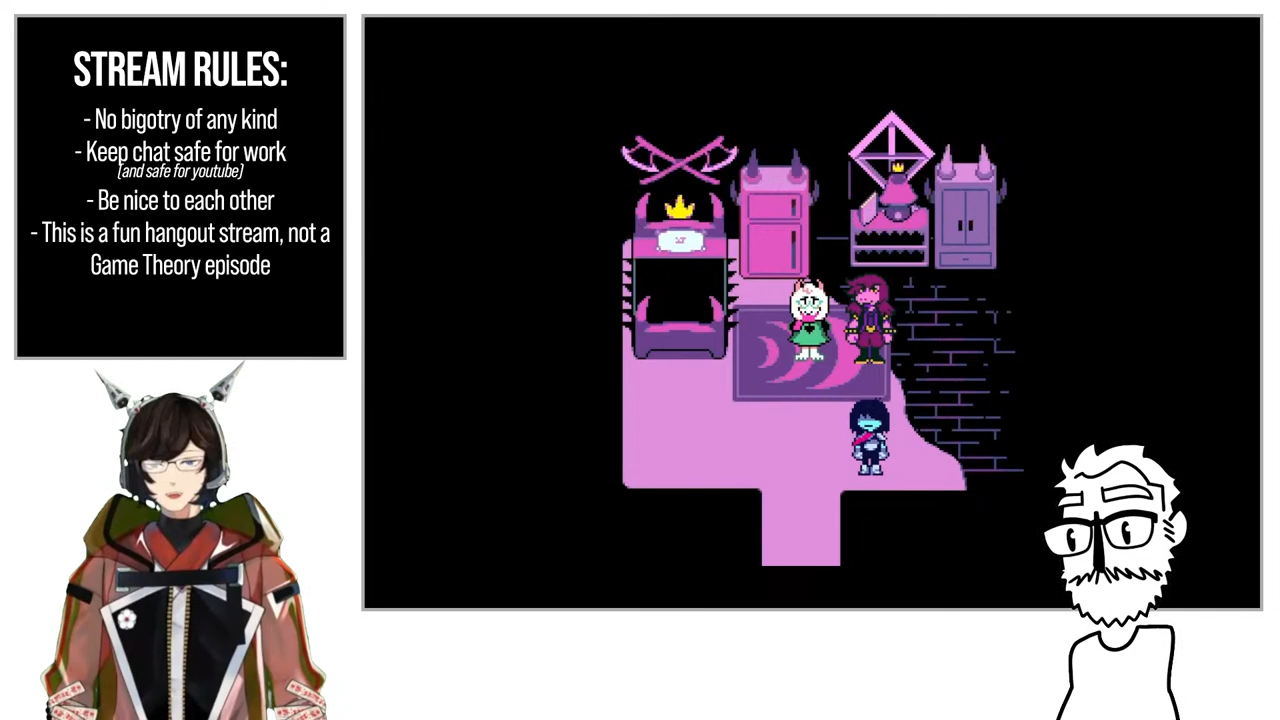 STREAM RULES:
- No bigotry of any kind
- Keep chat safe for work
[and safe for youtube]
- Be nice to each other
- This is a fun hangout stream, not a
Game Theory episode